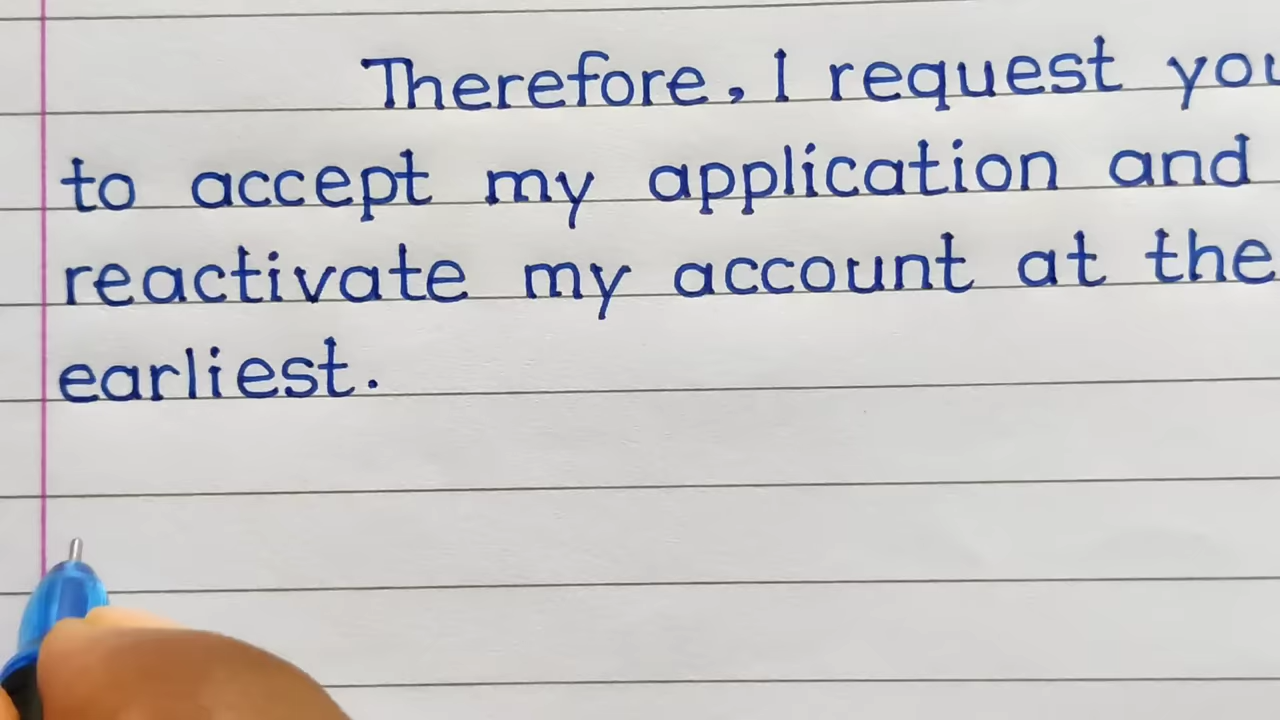 Therefore, I request you
to accept my application and
reactivate my account at the
earliest.